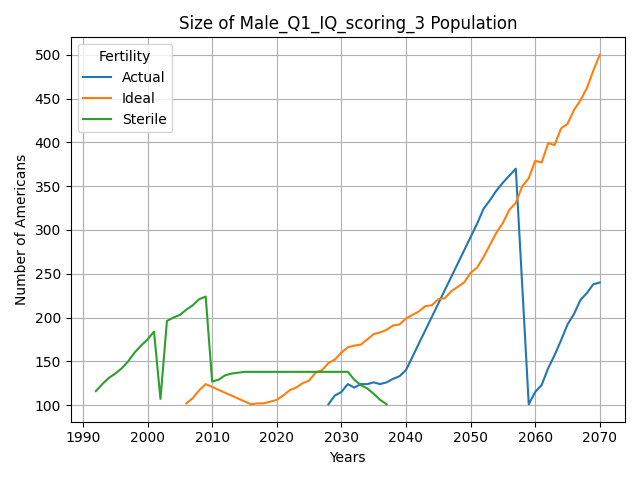 Size of Male_Q1_IQ_scoring_3 Population
Fertility
Actual
Ideal
Sterile
Number of Americans
500
450
400
350
300
250
200
150
100
1990 2000 2010 2020 2030 2040 2050 2060 2070
Years